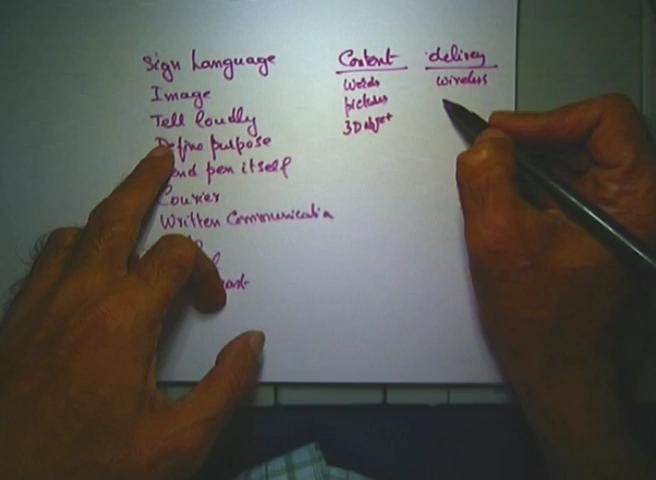 Sign Language
Image
Tell loudly
Define purpose
Send pen itself
Courier
Written Communication
Content
words
pictures
3D object
delivery
wireless